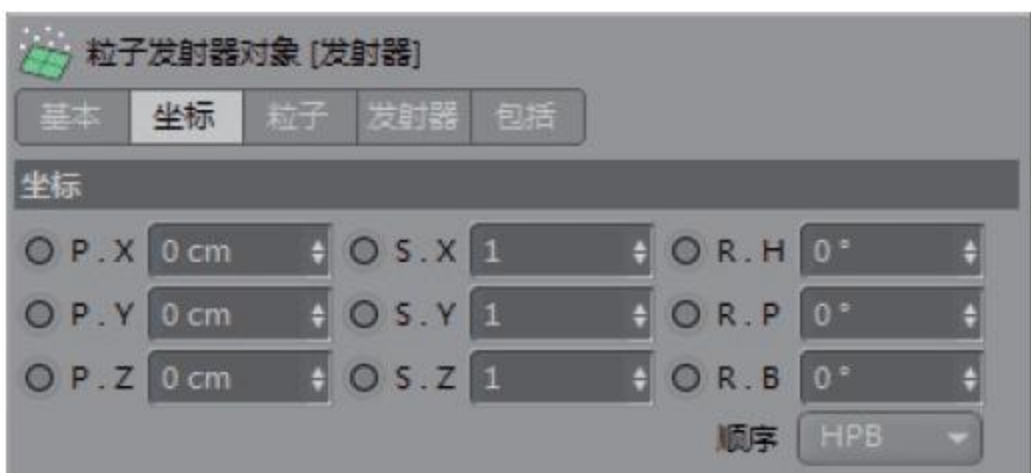 粒子发射器对象 [发射器]
基本 坐标 粒子 发射器 包括
坐标
P . X 0 cm S . X 1 R . H 0 °
P . Y 0 cm S . Y 1 R . P 0 °
P . Z 0 cm S . Z 1 R . B 0 °
顺序 HPB